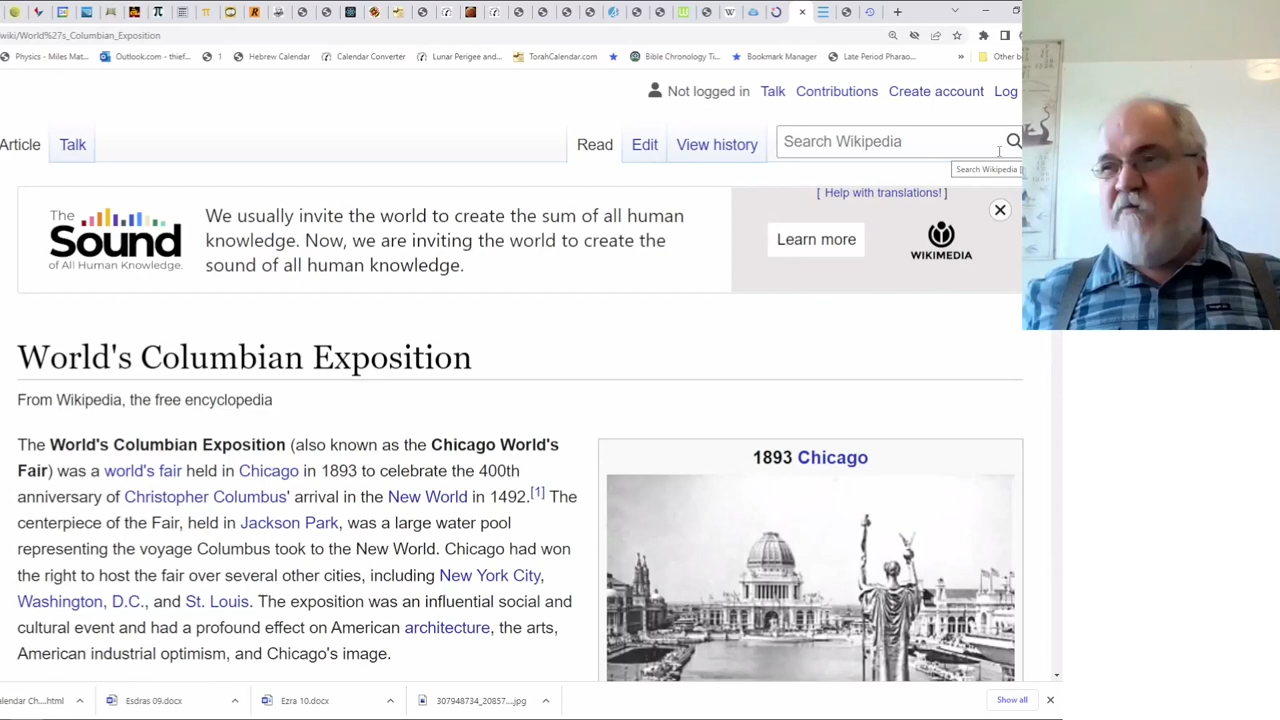 wiki/World%27s_Columbian_Exposition
Physics - Miles Mat...
Outlook.com - thief...
1
Hebrew Calendar
Calendar Converter
Lunar Perigee and...
TorahCalendar.com
Bible Chronology Ti...
Bookmark Manager
Late Period Pharao...
»
Other b
Not logged in Talk Contributions Create account Log
Article Talk Read Edit View history Search Wikipedia
Search Wikipedia [
The
Sound
of All Human Knowledge.
We usually invite the world to create the sum of all human
knowledge. Now, we are inviting the world to create the
sound of all human knowledge.
[ Help with translations! ]
Learn more
WIKIMEDIA
World's Columbian Exposition
From Wikipedia, the free encyclopedia
The World's Columbian Exposition (also known as the Chicago World's
Fair) was a world's fair held in Chicago in 1893 to celebrate the 400th
anniversary of Christopher Columbus' arrival in the New World in 1492.[1] The
centerpiece of the Fair, held in Jackson Park, was a large water pool
representing the voyage Columbus took to the New World. Chicago had won
the right to host the fair over several other cities, including New York City,
Washington, D.C., and St. Louis. The exposition was an influential social and
cultural event and had a profound effect on American architecture, the arts,
American industrial optimism, and Chicago's image.
1893 Chicago
alendar Ch....html
Esdras 09.docx
Ezra 10.docx
307948734_20857....jpg
Show all